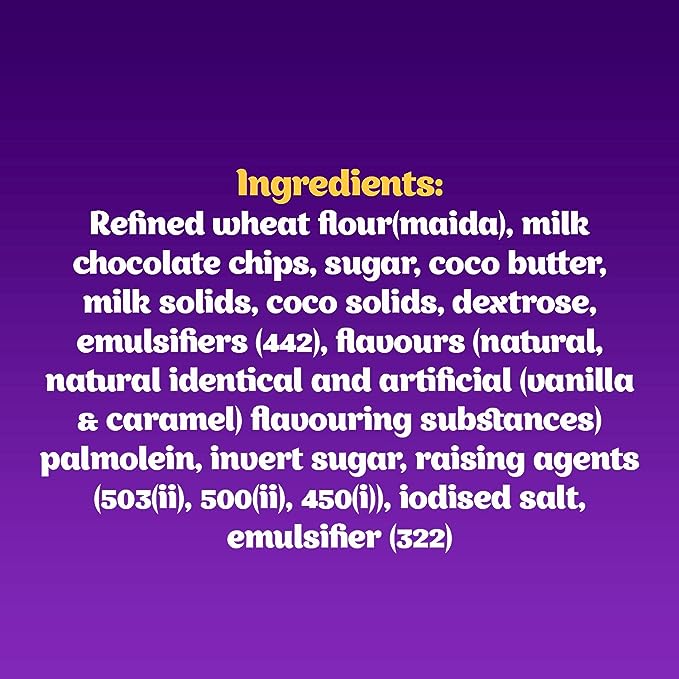 Ingredients:
Refined wheat flour(maida), milk
chocolate chips, sugar, coco butter,
milk solids, coco solids, dextrose,
emulsifiers (442), flavours (natural,
natural identical and artificial (vanilla
& caramel) flavouring substances)
palmolein, invert sugar, raising agents
(503(ii), 500(ii), 450(i)), iodised salt,
emulsifier (322)